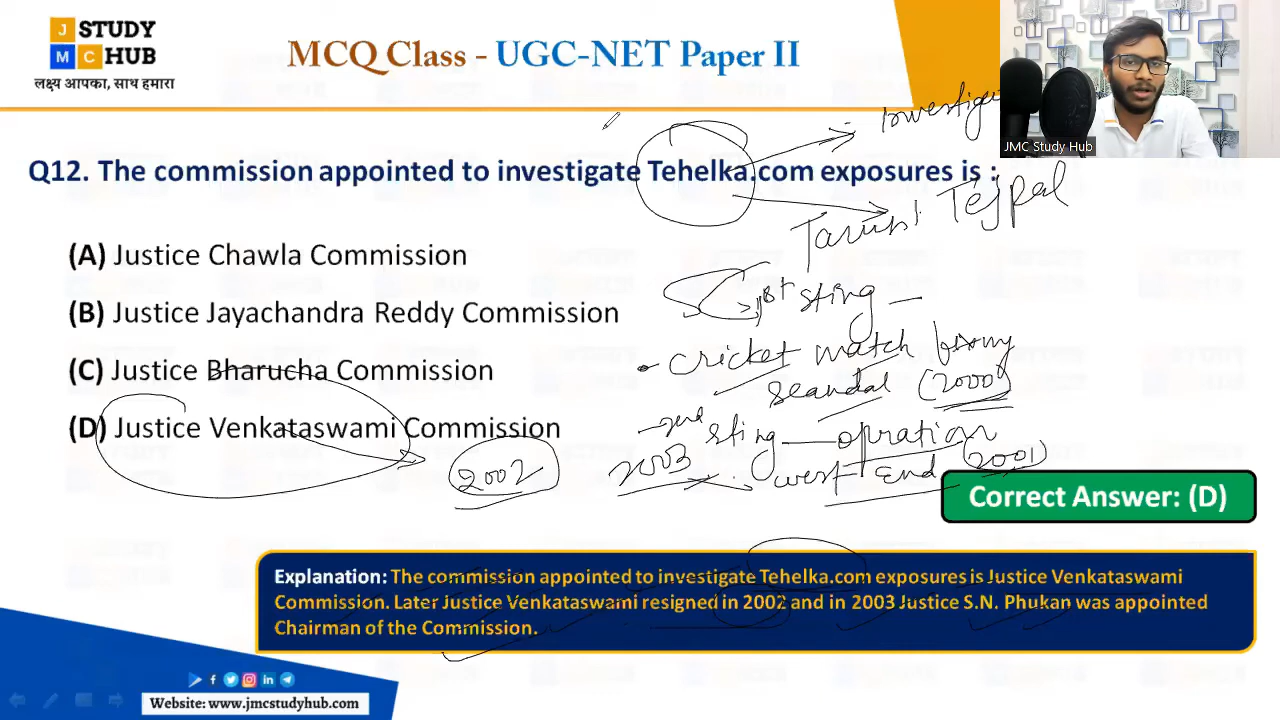 J STUDY
MC HUB
लक्ष्य आपका, साथ हमारा
MCQ Class - UGC-NET Paper II
JMC Study Hub
Q12. The commission appointed to investigate Tehelka.com exposures is :
Tarun Tejpal
(A) Justice Chawla Commission
(B) Justice Jayachandra Reddy Commission
(C) Justice Bharucha Commission
(D) Justice Venkataswami Commission
1st sting —
cricket match
scandal (2000)
2nd sting — opration
west End (2001)
2002
2003
Correct Answer: (D)
Explanation: The commission appointed to investigate Tehelka.com exposures is Justice Venkataswami
Commission. Later Justice Venkataswami resigned in 2002 and in 2003 Justice S.N. Phukan was appointed
Chairman of the Commission.
Website: www.jmcstudyhub.com